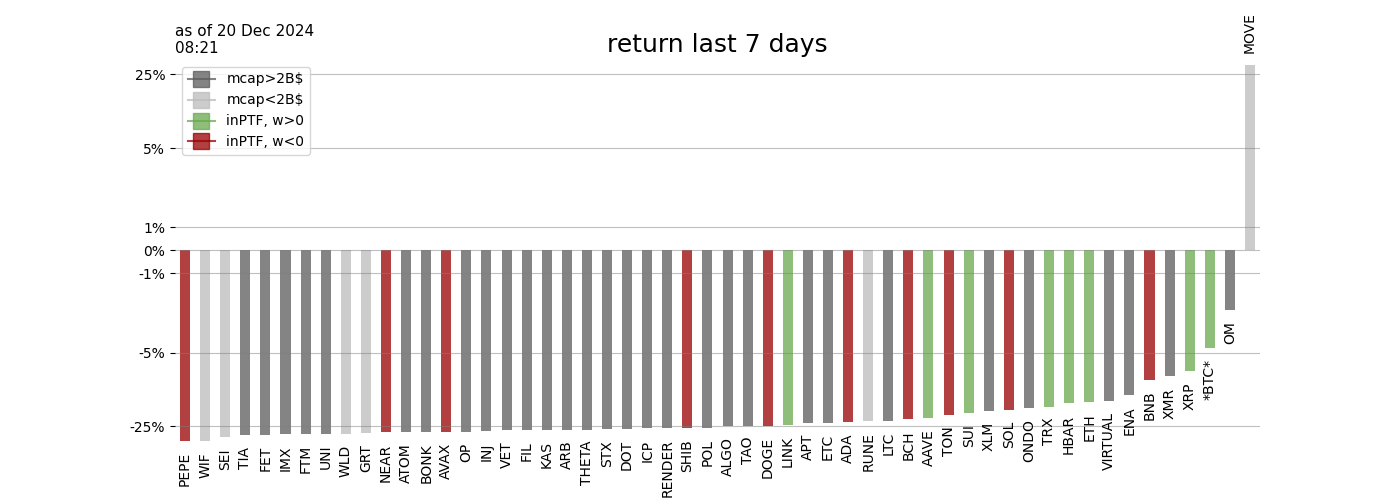 as of 20 Dec 2024
08:21
return last 7 days
MOVE
25%
5%
1%
0%
-1%
-5%
-25%
mcap>2B$
mcap<2B$
inPTF, w>0
inPTF, w<0
PEPE
WIF
SEI
TIA
FET
IMX
FTM
UNI
WLD
GRT
NEAR
ATOM
BONK
AVAX
OP
INJ
VET
FIL
KAS
ARB
THETA
STX
DOT
ICP
RENDER
SHIB
POL
ALGO
TAO
DOGE
LINK
APT
ETC
ADA
RUNE
LTC
BCH
AAVE
TON
SUI
XLM
SOL
ONDO
TRX
HBAR
ETH
VIRTUAL
ENA
BNB
XMR
XRP
*BTC*
OM